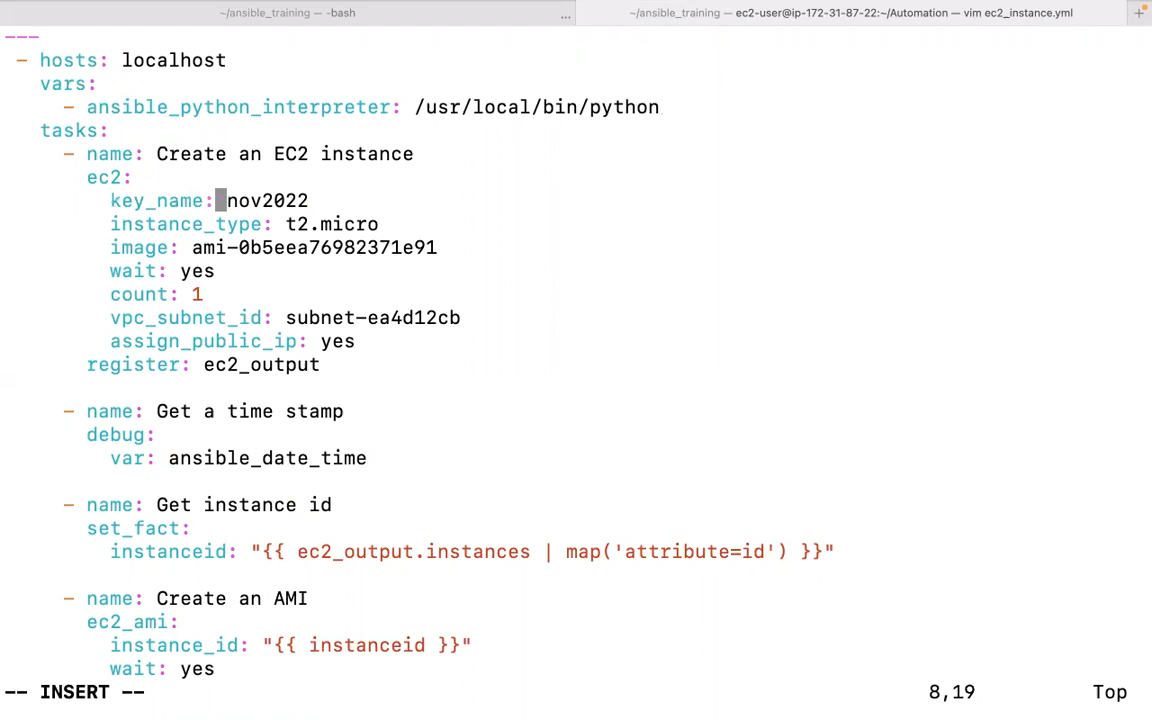 ~/ansible_training — -bash
...
~/ansible_training — ec2-user@ip-172-31-87-22:~/Automation — vim ec2_instance.yml
+
---
- hosts: localhost
vars:
- ansible_python_interpreter: /usr/local/bin/python
tasks:
- name: Create an EC2 instance
ec2:
key_name: nov2022
instance_type: t2.micro
image: ami-0b5eea76982371e91
wait: yes
count: 1
vpc_subnet_id: subnet-ea4d12cb
assign_public_ip: yes
register: ec2_output
- name: Get a time stamp
debug:
var: ansible_date_time
- name: Get instance id
set_fact:
instanceid: "{{ ec2_output.instances | map('attribute=id') }}"
- name: Create an AMI
ec2_ami:
instance_id: "{{ instanceid }}"
wait: yes
-- INSERT -- 8,19 Top